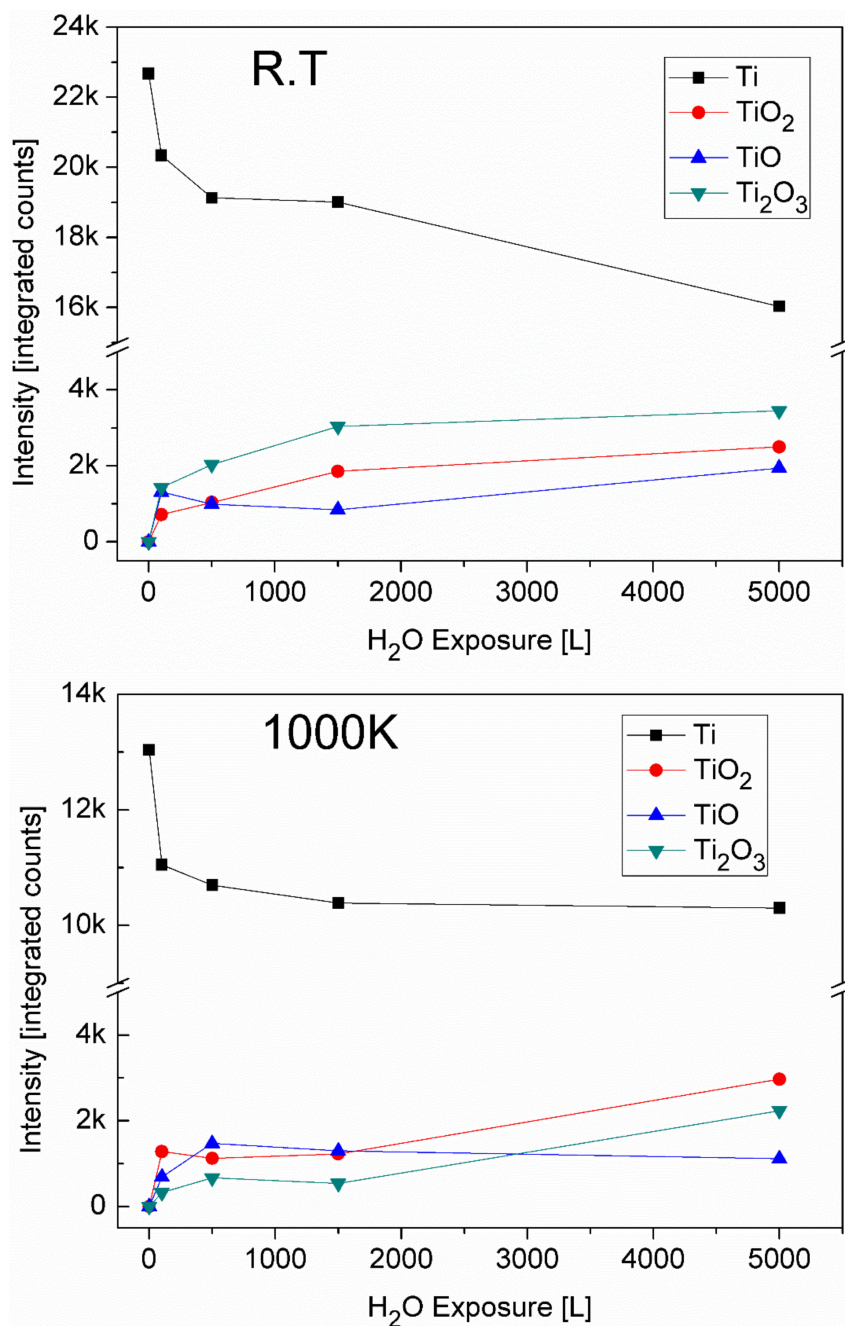 R.T
Intensity [integrated counts]
24k
22k
20k
18k
16k
4k
2k
0
Ti
TiO₂
TiO
Ti₂O₃
0 1000 2000 3000 4000 5000
H₂O Exposure [L]
1000K
Intensity [integrated counts]
14k
12k
10k
4k
2k
0
Ti
TiO₂
TiO
Ti₂O₃
0 1000 2000 3000 4000 5000
H₂O Exposure [L]